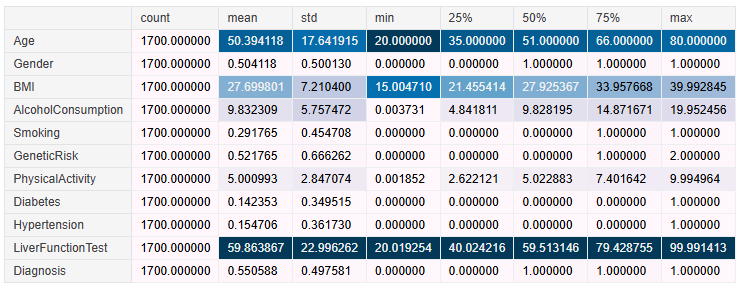 count mean std min 25% 50% 75% max
Age 1700.000000 50.394118 17.641915 20.000000 35.000000 51.000000 66.000000 80.000000
Gender 1700.000000 0.504118 0.500130 0.000000 0.000000 1.000000 1.000000 1.000000
BMI 1700.000000 27.699801 7.210400 15.004710 21.455414 27.925367 33.957668 39.992845
AlcoholConsumption 1700.000000 9.832309 5.757472 0.003731 4.841811 9.828195 14.871671 19.952456
Smoking 1700.000000 0.291765 0.454708 0.000000 0.000000 0.000000 1.000000 1.000000
GeneticRisk 1700.000000 0.521765 0.666262 0.000000 0.000000 0.000000 1.000000 2.000000
PhysicalActivity 1700.000000 5.000993 2.847074 0.001852 2.622121 5.022883 7.401642 9.994964
Diabetes 1700.000000 0.142353 0.349515 0.000000 0.000000 0.000000 0.000000 1.000000
Hypertension 1700.000000 0.154706 0.361730 0.000000 0.000000 0.000000 0.000000 1.000000
LiverFunctionTest 1700.000000 59.863867 22.996262 20.019254 40.024216 59.513146 79.428755 99.991413
Diagnosis 1700.000000 0.550588 0.497581 0.000000 0.000000 1.000000 1.000000 1.000000